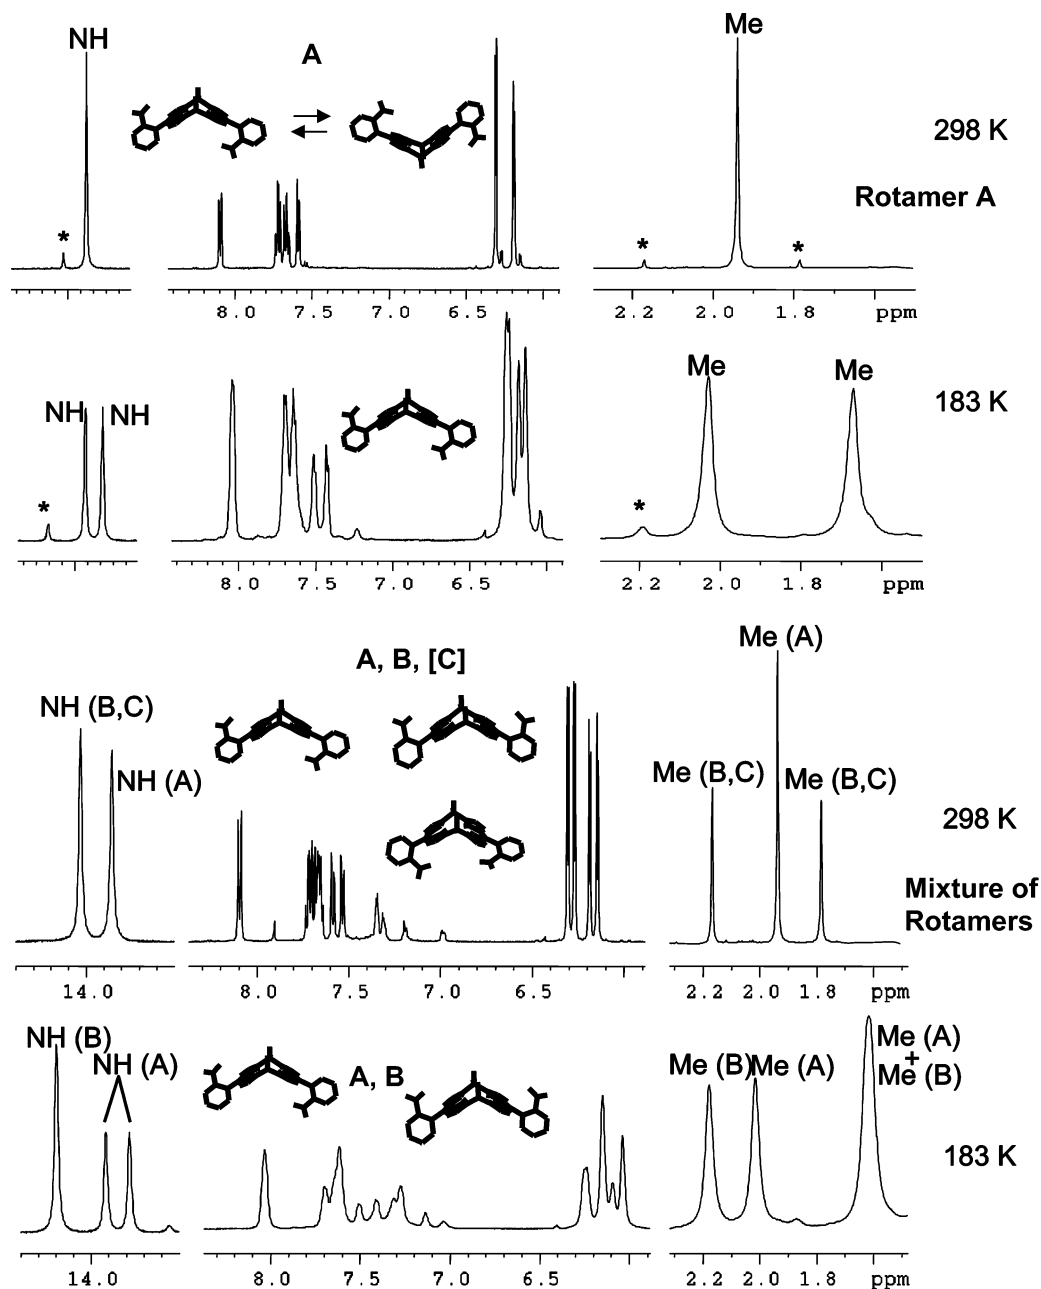 NH
A
Me
298 K
Rotamer A
*
*
*
8.0 7.5 7.0 6.5
2.2 2.0 1.8 ppm
NH NH
Me Me
183 K
*
*
8.0 7.5 7.0 6.5
2.2 2.0 1.8 ppm
A, B, [C]
Me (A)
NH (B,C)
NH (A)
Me (B,C)
Me (B,C)
298 K
Mixture of
Rotamers
14.0
8.0 7.5 7.0 6.5
2.2 2.0 1.8 ppm
NH (B)
NH (A)
A, B
Me (B) Me (A)
Me (A)
+
Me (B)
183 K
14.0
8.0 7.5 7.0 6.5
2.2 2.0 1.8 ppm